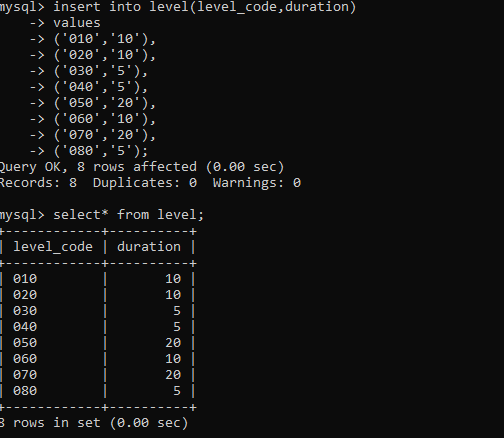 mysql> insert into level(level_code,duration)
    -> values
    -> ('010','10'),
    -> ('020','10'),
    -> ('030','5'),
    -> ('040','5'),
    -> ('050','20'),
    -> ('060','10'),
    -> ('070','20'),
    -> ('080','5');
Query OK, 8 rows affected (0.00 sec)
Records: 8  Duplicates: 0  Warnings: 0

mysql> select* from level;
+------------+----------+
| level_code | duration |
+------------+----------+
| 010        |       10 |
| 020        |       10 |
| 030        |        5 |
| 040        |        5 |
| 050        |       20 |
| 060        |       10 |
| 070        |       20 |
| 080        |        5 |
+------------+----------+
8 rows in set (0.00 sec)